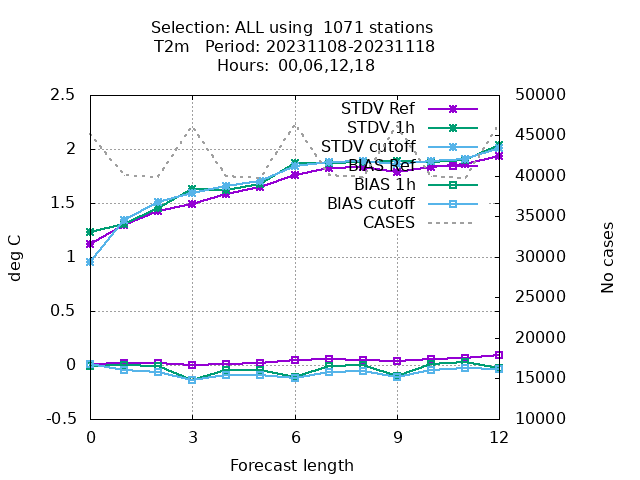 Selection: ALL using  1071 stations
T2m   Period: 20231108-20231118
Hours:  00,06,12,18
2.5
2
1.5
1
0.5
0
-0.5
deg C
50000
45000
40000
35000
30000
25000
20000
15000
10000
No cases
STDV Ref
STDV 1h
STDV cutoff
BIAS Ref
BIAS 1h
BIAS cutoff
CASES
0 3 6 9 12
Forecast length